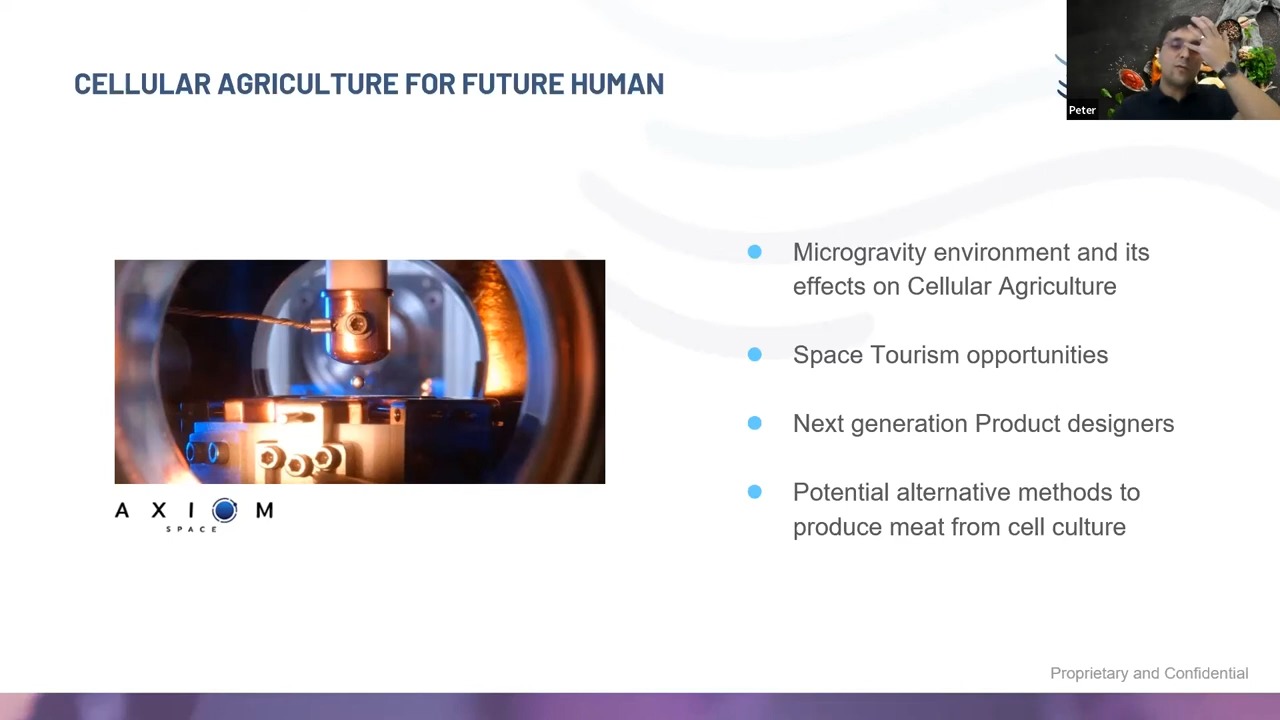 CELLULAR AGRICULTURE FOR FUTURE HUMAN
Peter
Microgravity environment and its
effects on Cellular Agriculture
Space Tourism opportunities
Next generation Product designers
Potential alternative methods to
produce meat from cell culture
AXIOM
SPACE
Proprietary and Confidential